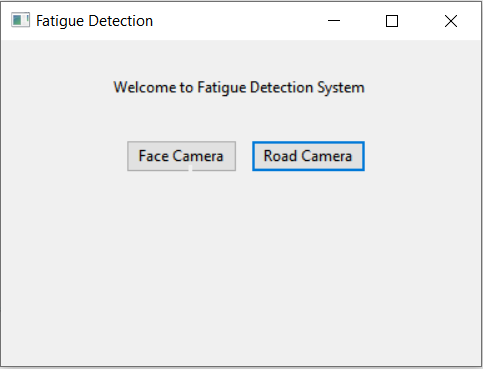 Fatigue Detection
Welcome to Fatigue Detection System
Face Camera Road Camera